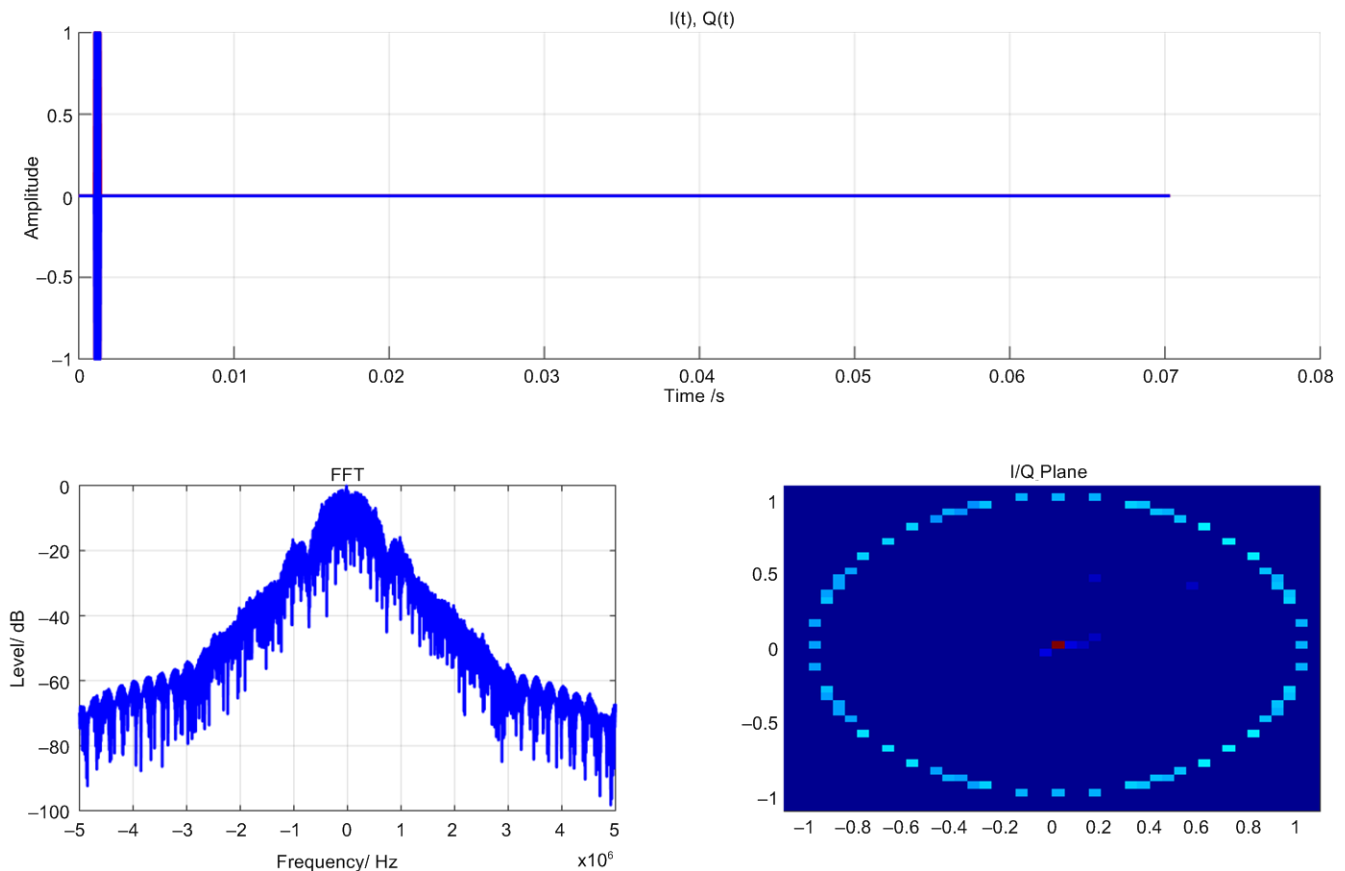 I(t), Q(t)
1
0.5
0
–0.5
–1
Amplitude
0 0.01 0.02 0.03 0.04 0.05 0.06 0.07 0.08
Time /s
FFT
0
–20
–40
–60
–80
–100
Level/ dB
–5 –4 –3 –2 –1 0 1 2 3 4 5
Frequency/ Hz x10⁶
I/Q Plane
1
0.5
0
–0.5
–1
–1 –0.8 –0.6 –0.4 –0.2 0 0.2 0.4 0.6 0.8 1